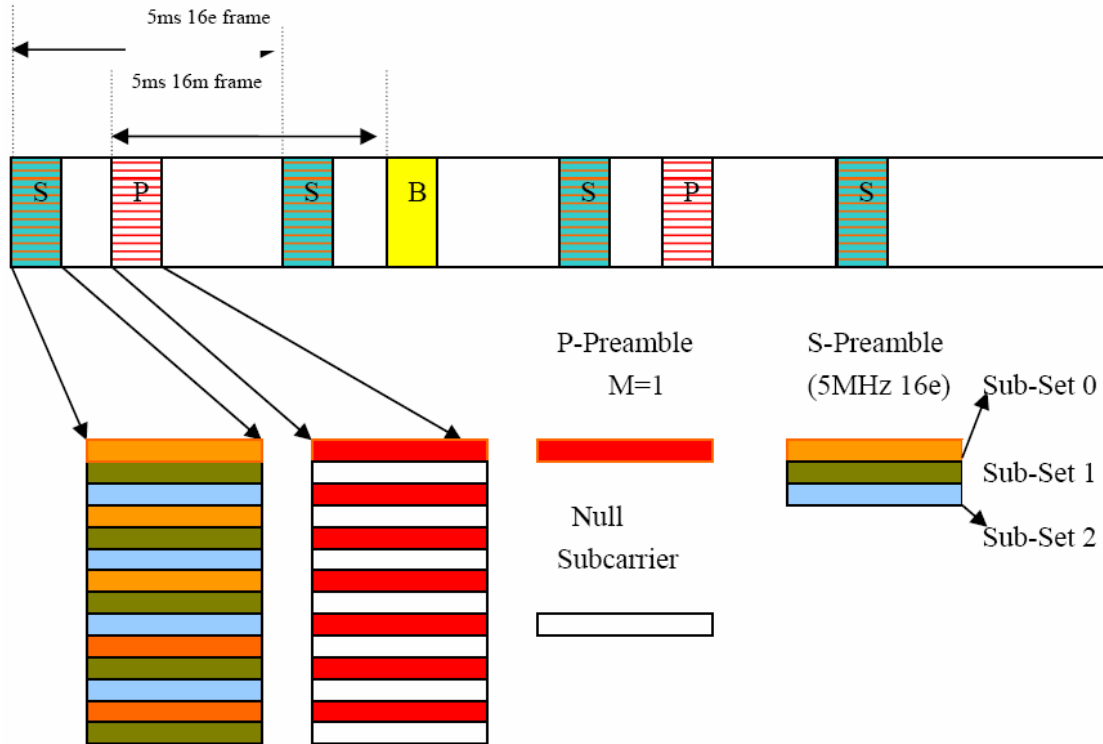 5ms 16e frame
5ms 16m frame
S
P
S
B
S
P
S
P-Preamble
M=1
S-Preamble
(5MHz 16e)
Sub-Set 0
Sub-Set 1
Sub-Set 2
Null
Subcarrier